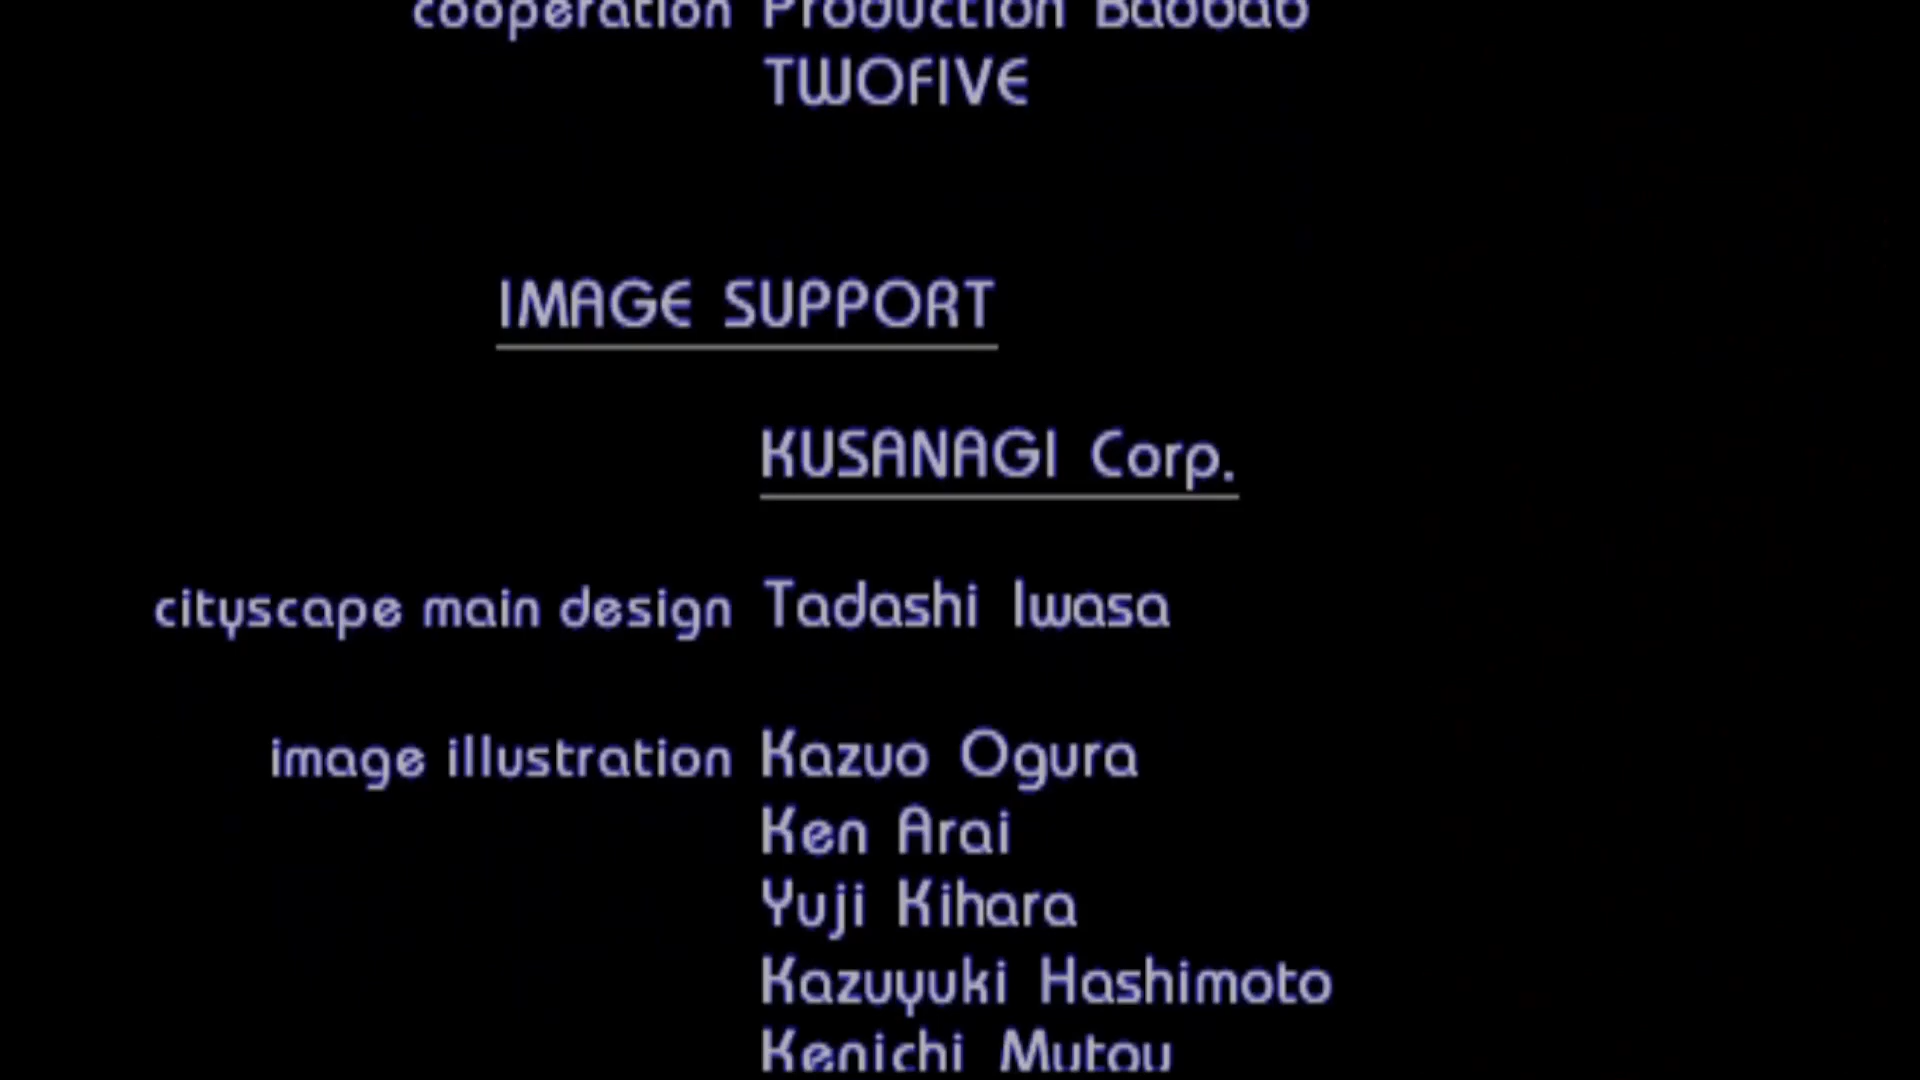 cooperation Production Baobab
TWOFIVE
IMAGE SUPPORT
KUSANAGI Corp.
cityscape main design Tadashi Iwasa
image illustration Kazuo Ogura
Ken Arai
Yuji Kihara
Kazuyuki Hashimoto
Kenichi Mutou